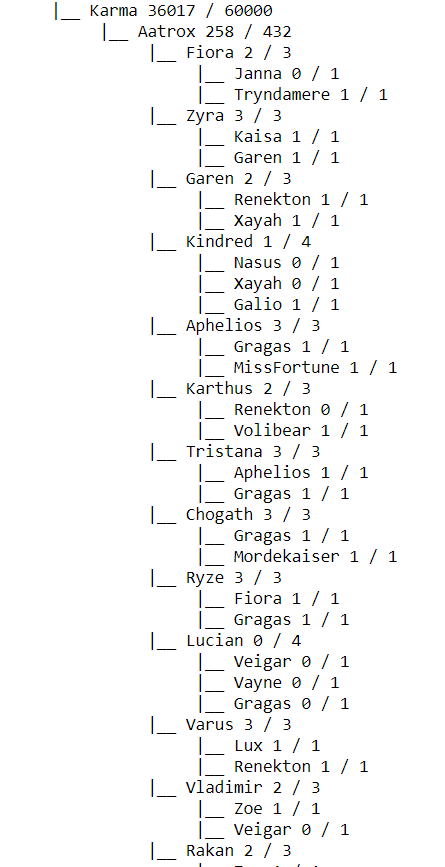 |__ Karma 36017 / 60000
|__ Aatrox 258 / 432
|__ Fiora 2 / 3
|__ Janna 0 / 1
|__ Tryndamere 1 / 1
|__ Zyra 3 / 3
|__ Kaisa 1 / 1
|__ Garen 1 / 1
|__ Garen 2 / 3
|__ Renekton 1 / 1
|__ Xayah 1 / 1
|__ Kindred 1 / 4
|__ Nasus 0 / 1
|__ Xayah 0 / 1
|__ Galio 1 / 1
|__ Aphelios 3 / 3
|__ Gragas 1 / 1
|__ MissFortune 1 / 1
|__ Karthus 2 / 3
|__ Renekton 0 / 1
|__ Volibear 1 / 1
|__ Tristana 3 / 3
|__ Aphelios 1 / 1
|__ Gragas 1 / 1
|__ Chogath 3 / 3
|__ Gragas 1 / 1
|__ Mordekaiser 1 / 1
|__ Ryze 3 / 3
|__ Fiora 1 / 1
|__ Gragas 1 / 1
|__ Lucian 0 / 4
|__ Veigar 0 / 1
|__ Vayne 0 / 1
|__ Gragas 0 / 1
|__ Varus 3 / 3
|__ Lux 1 / 1
|__ Renekton 1 / 1
|__ Vladimir 2 / 3
|__ Zoe 1 / 1
|__ Veigar 0 / 1
|__ Rakan 2 / 3